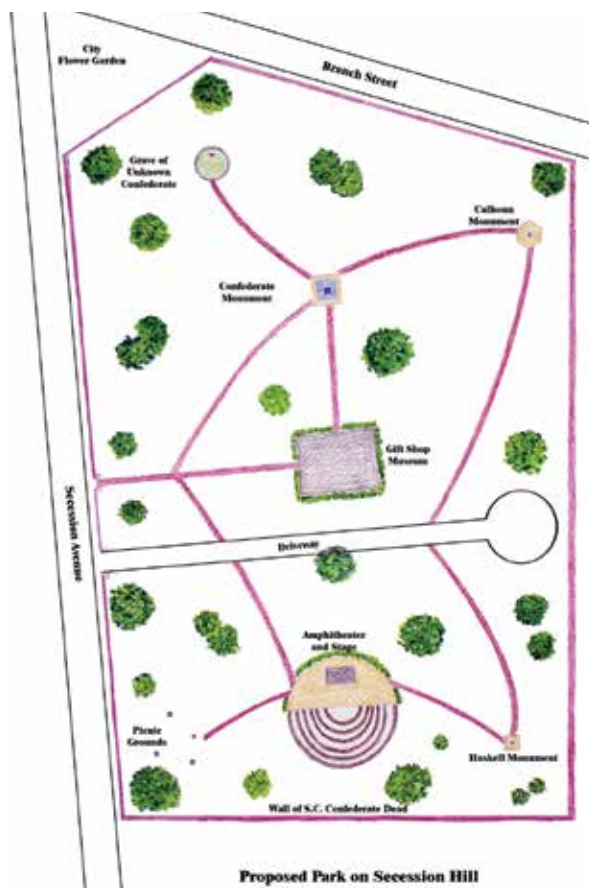 City
Flower Garden
Branch Street
Grave of
Unknown
Confederate
Calhoun
Monument
Confederate
Monument
Gift Shop
Museum
Secession Avenue
Driveway
Amphitheater
and Stage
Picnic
Grounds
Haskell Monument
Wall of S.C. Confederate Dead
Proposed Park on Secession Hill